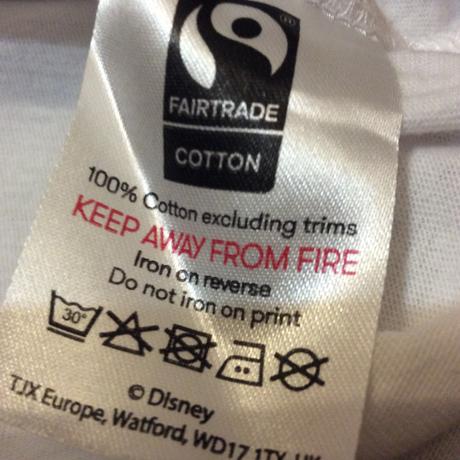 FAIRTRADE
COTTON
100% Cotton excluding trims
KEEP AWAY FROM FIRE
Iron on reverse
Do not iron on print
30°
© Disney
TJX Europe, Watford, WD17 1TX, UK